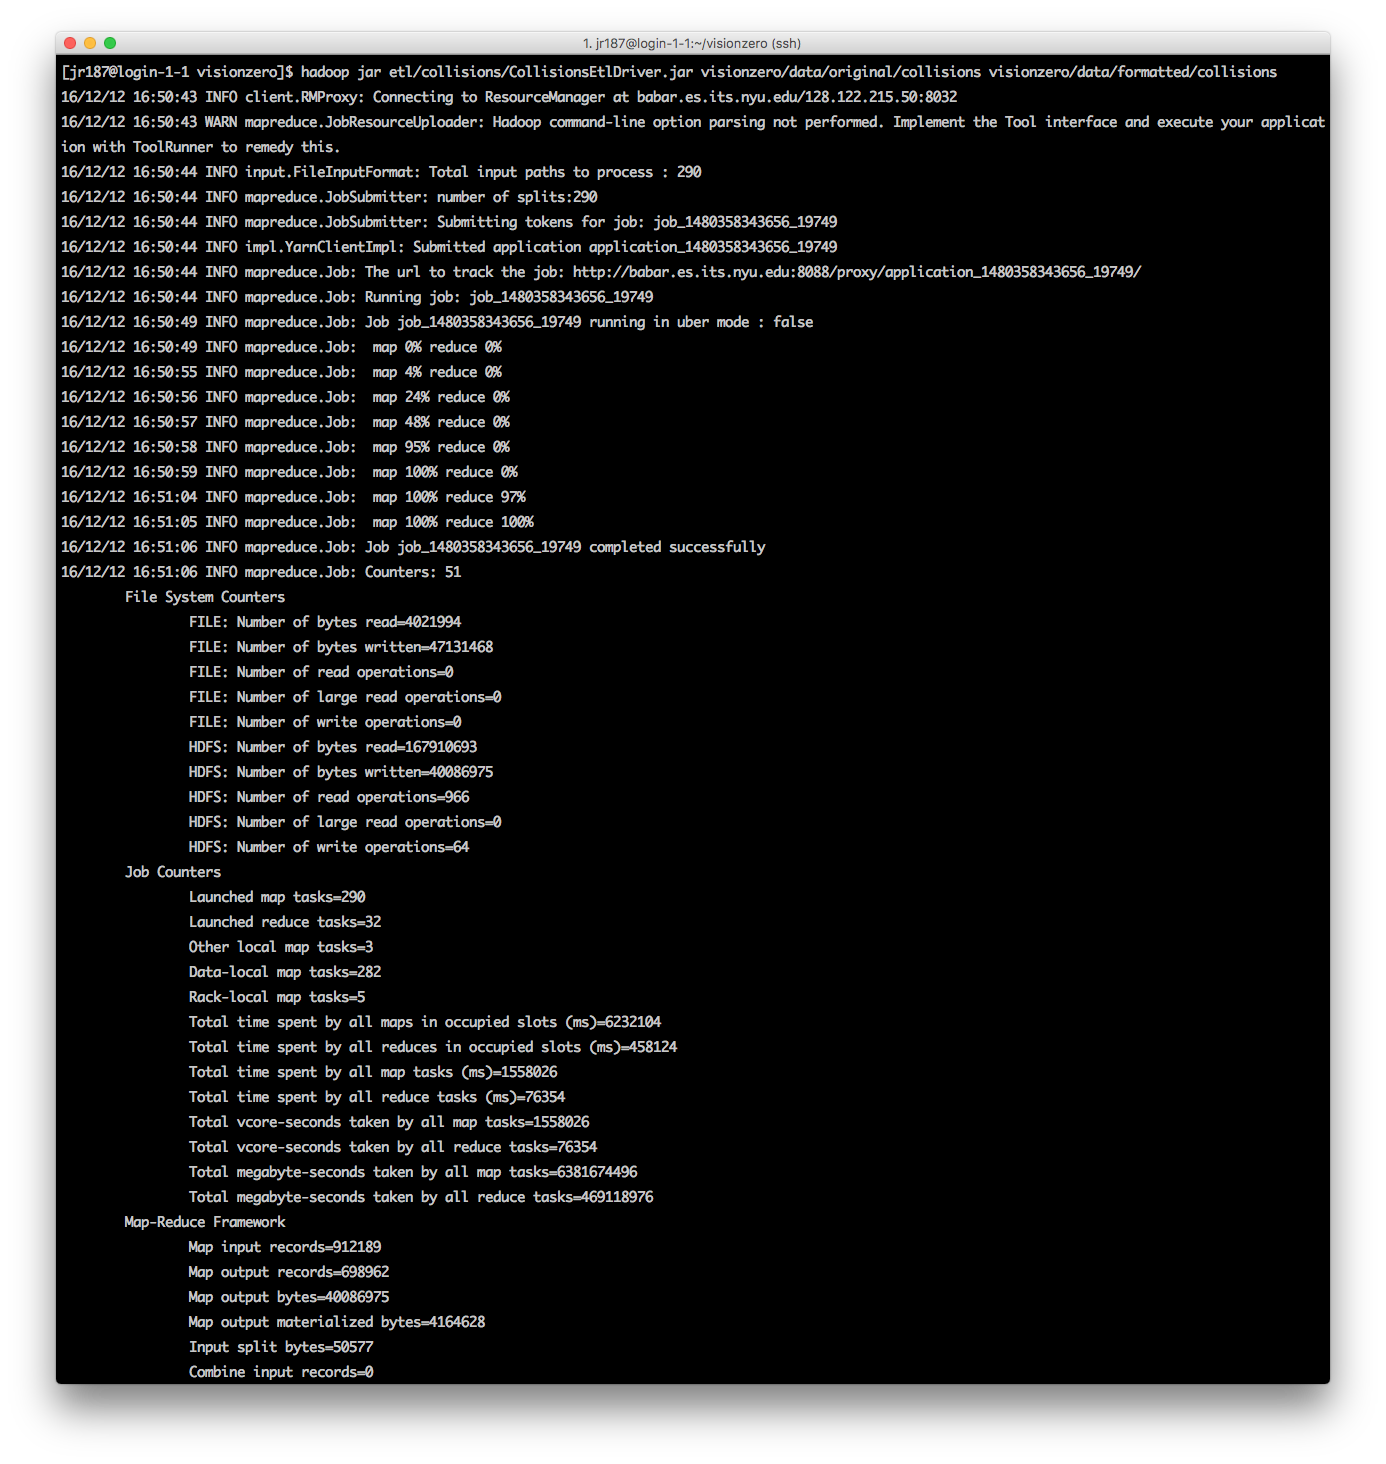 1. jr187@login-1-1:~/visionzero (ssh)
[jr187@login-1-1 visionzero]$ hadoop jar etl/collisions/CollisionsEtlDriver.jar visionzero/data/original/collisions visionzero/data/formatted/collisions
16/12/12 16:50:43 INFO client.RMProxy: Connecting to ResourceManager at babar.es.its.nyu.edu/128.122.215.50:8032
16/12/12 16:50:43 WARN mapreduce.JobResourceUploader: Hadoop command-line option parsing not performed. Implement the Tool interface and execute your applicat
ion with ToolRunner to remedy this.
16/12/12 16:50:44 INFO input.FileInputFormat: Total input paths to process : 290
16/12/12 16:50:44 INFO mapreduce.JobSubmitter: number of splits:290
16/12/12 16:50:44 INFO mapreduce.JobSubmitter: Submitting tokens for job: job_1480358343656_19749
16/12/12 16:50:44 INFO impl.YarnClientImpl: Submitted application application_1480358343656_19749
16/12/12 16:50:44 INFO mapreduce.Job: The url to track the job: http://babar.es.its.nyu.edu:8088/proxy/application_1480358343656_19749/
16/12/12 16:50:44 INFO mapreduce.Job: Running job: job_1480358343656_19749
16/12/12 16:50:49 INFO mapreduce.Job: Job job_1480358343656_19749 running in uber mode : false
16/12/12 16:50:49 INFO mapreduce.Job:  map 0% reduce 0%
16/12/12 16:50:55 INFO mapreduce.Job:  map 4% reduce 0%
16/12/12 16:50:56 INFO mapreduce.Job:  map 24% reduce 0%
16/12/12 16:50:57 INFO mapreduce.Job:  map 48% reduce 0%
16/12/12 16:50:58 INFO mapreduce.Job:  map 95% reduce 0%
16/12/12 16:50:59 INFO mapreduce.Job:  map 100% reduce 0%
16/12/12 16:51:04 INFO mapreduce.Job:  map 100% reduce 97%
16/12/12 16:51:05 INFO mapreduce.Job:  map 100% reduce 100%
16/12/12 16:51:06 INFO mapreduce.Job: Job job_1480358343656_19749 completed successfully
16/12/12 16:51:06 INFO mapreduce.Job: Counters: 51
File System Counters
FILE: Number of bytes read=4021994
FILE: Number of bytes written=47131468
FILE: Number of read operations=0
FILE: Number of large read operations=0
FILE: Number of write operations=0
HDFS: Number of bytes read=167910693
HDFS: Number of bytes written=40086975
HDFS: Number of read operations=966
HDFS: Number of large read operations=0
HDFS: Number of write operations=64
Job Counters
Launched map tasks=290
Launched reduce tasks=32
Other local map tasks=3
Data-local map tasks=282
Rack-local map tasks=5
Total time spent by all maps in occupied slots (ms)=6232104
Total time spent by all reduces in occupied slots (ms)=458124
Total time spent by all map tasks (ms)=1558026
Total time spent by all reduce tasks (ms)=76354
Total vcore-seconds taken by all map tasks=1558026
Total vcore-seconds taken by all reduce tasks=76354
Total megabyte-seconds taken by all map tasks=6381674496
Total megabyte-seconds taken by all reduce tasks=469118976
Map-Reduce Framework
Map input records=912189
Map output records=698962
Map output bytes=40086975
Map output materialized bytes=4164628
Input split bytes=50577
Combine input records=0